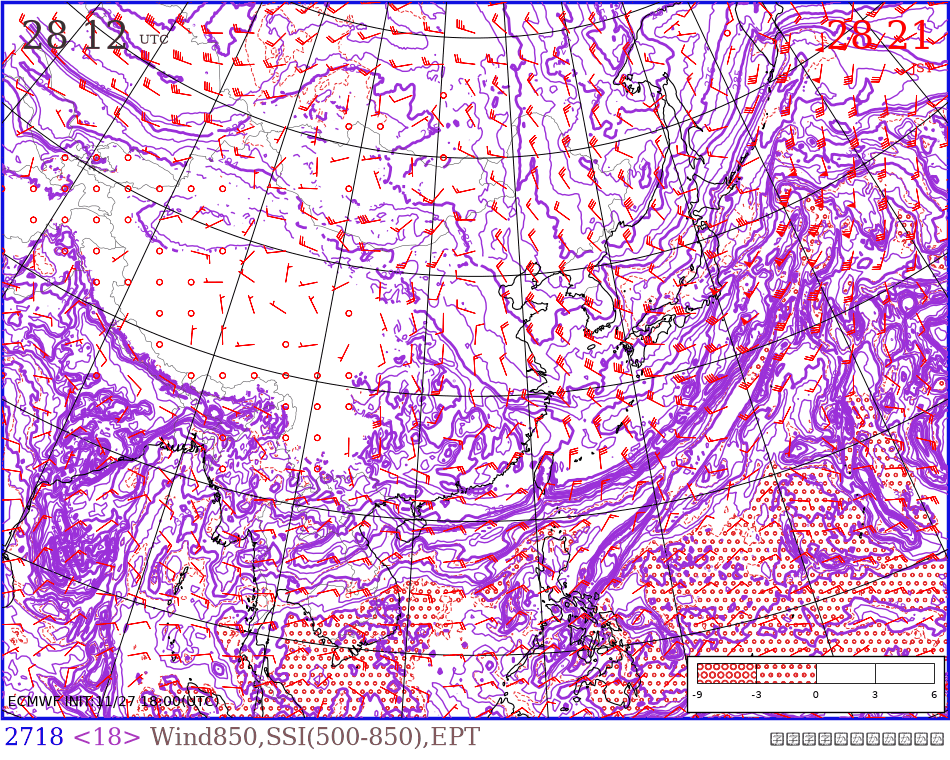 28 12 UTC 28.21
JST
ECMWF INIT:11/27 18:00(UTC)
-9 -3 0 3 6
2718 <18> Wind850,SSI(500-850),EPT